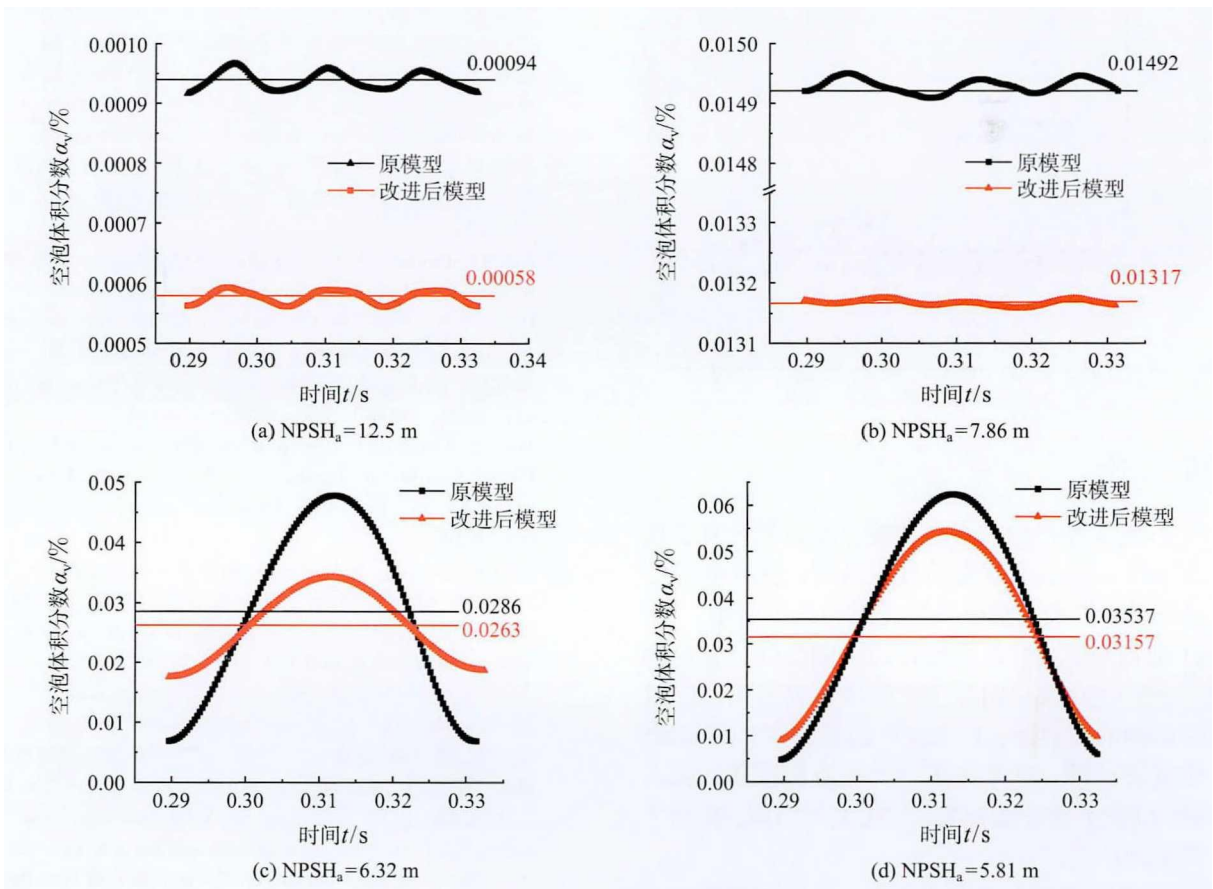 0.0010
0.0009
0.0008
0.0007
0.0006
0.0005
空泡体积分数αᵥ/%
0.00094
原模型
改进后模型
0.00058
0.29 0.30 0.31 0.32 0.33 0.34
时间t/s
(a) NPSHₐ=12.5 m
0.0150
0.0149
0.0148
0.0133
0.0132
0.0131
空泡体积分数αᵥ/%
0.01492
原模型
改进后模型
0.01317
0.29 0.30 0.31 0.32 0.33
时间t/s
(b) NPSHₐ=7.86 m
0.05
0.04
0.03
0.02
0.01
0.00
空泡体积分数αᵥ/%
原模型
改进后模型
0.0286
0.0263
0.29 0.30 0.31 0.32 0.33
时间t/s
(c) NPSHₐ=6.32 m
0.06
0.05
0.04
0.03
0.02
0.01
0.00
空泡体积分数αᵥ/%
原模型
改进后模型
0.03537
0.03157
0.29 0.30 0.31 0.32 0.33
时间t/s
(d) NPSHₐ=5.81 m